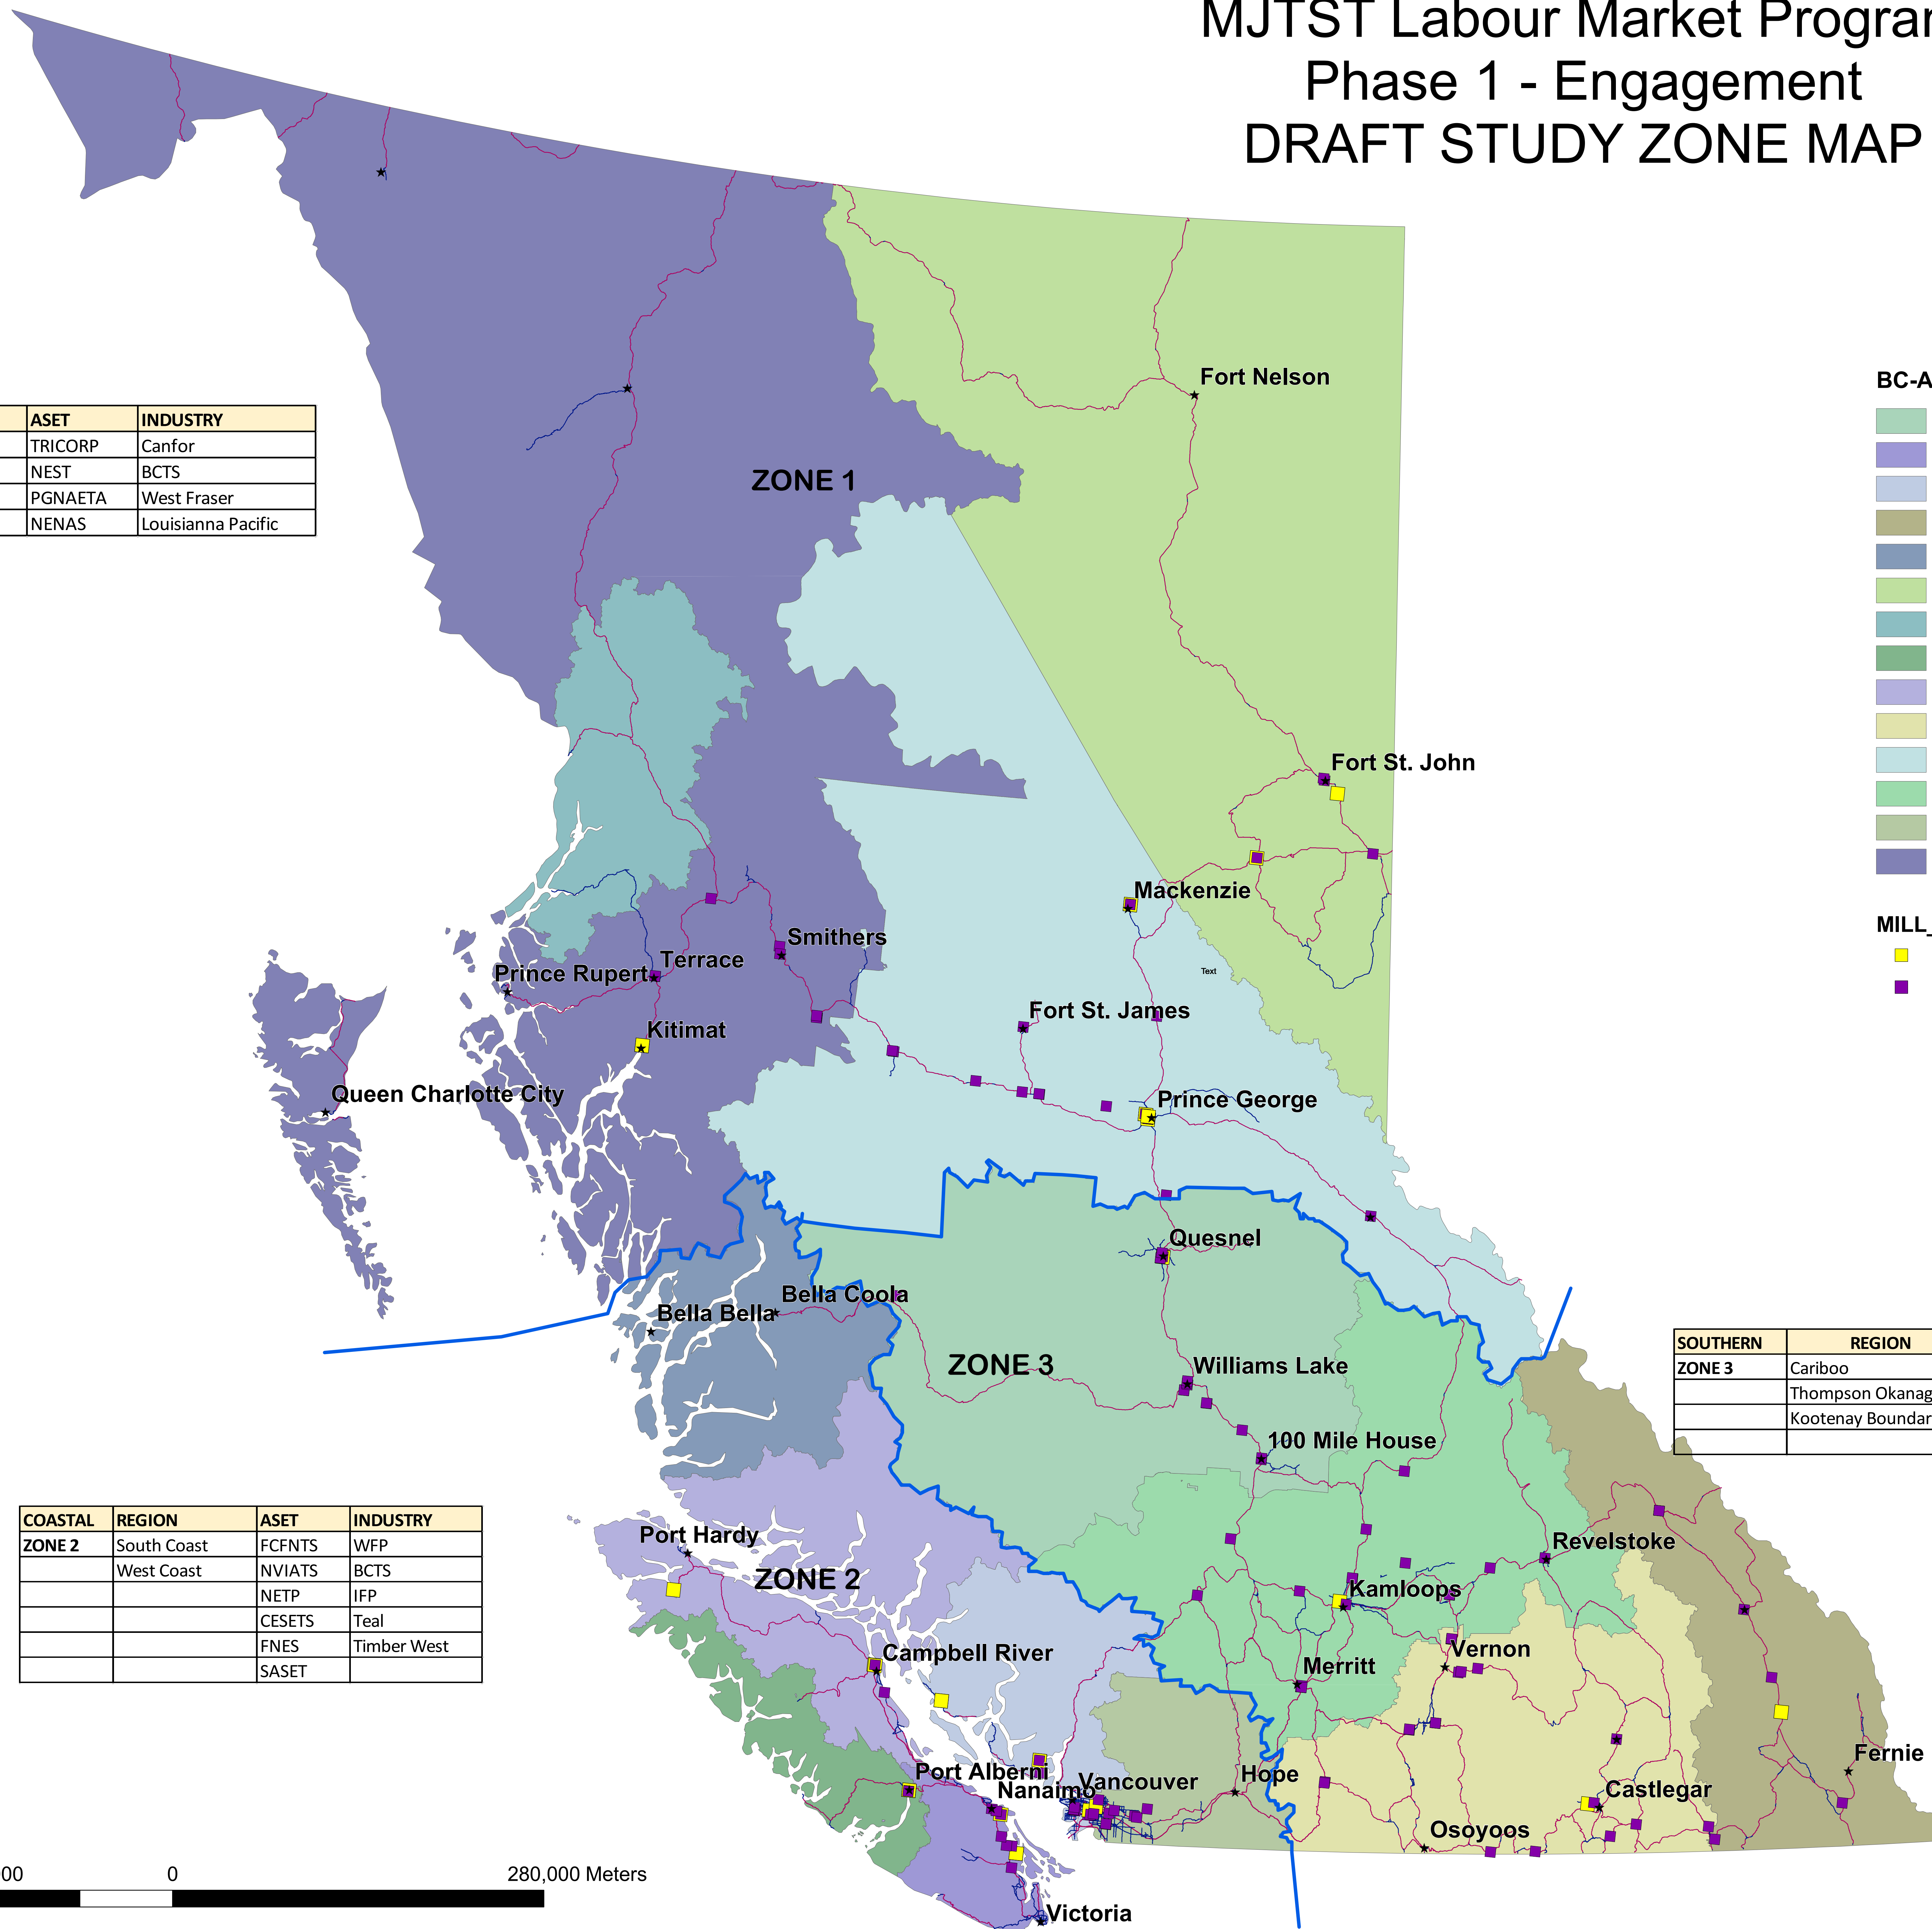 MJTST Labour Market Program
Phase 1 - Engagement
DRAFT STUDY ZONE MAP
Fort Nelson
BC-A
ASET INDUSTRY
TRICORP Canfor
NEST BCTS
PGNAETA West Fraser
NENAS Louisianna Pacific
ZONE 1
Fort St. John
Mackenzie
MILL_
Smithers
Terrace
Prince Rupert
Text
Fort St. James
Kitimat
Queen Charlotte City
Prince George
Quesnel
Bella Coola
Bella Bella
ZONE 3
Williams Lake
SOUTHERN REGION
ZONE 3 Cariboo
Thompson Okanag
Kootenay Boundar
100 Mile House
COASTAL REGION ASET INDUSTRY
ZONE 2 South Coast FCFNTS WFP
West Coast NVIATS BCTS
NETP IFP
CESETS Teal
FNES Timber West
SASET
Port Hardy
Revelstoke
ZONE 2
Kamloops
Campbell River
Vernon
Merritt
Fernie
Port Alberni
Hope
Vancouver
Nanaimo
Castlegar
Osoyoos
000 0 280,000 Meters
Victoria